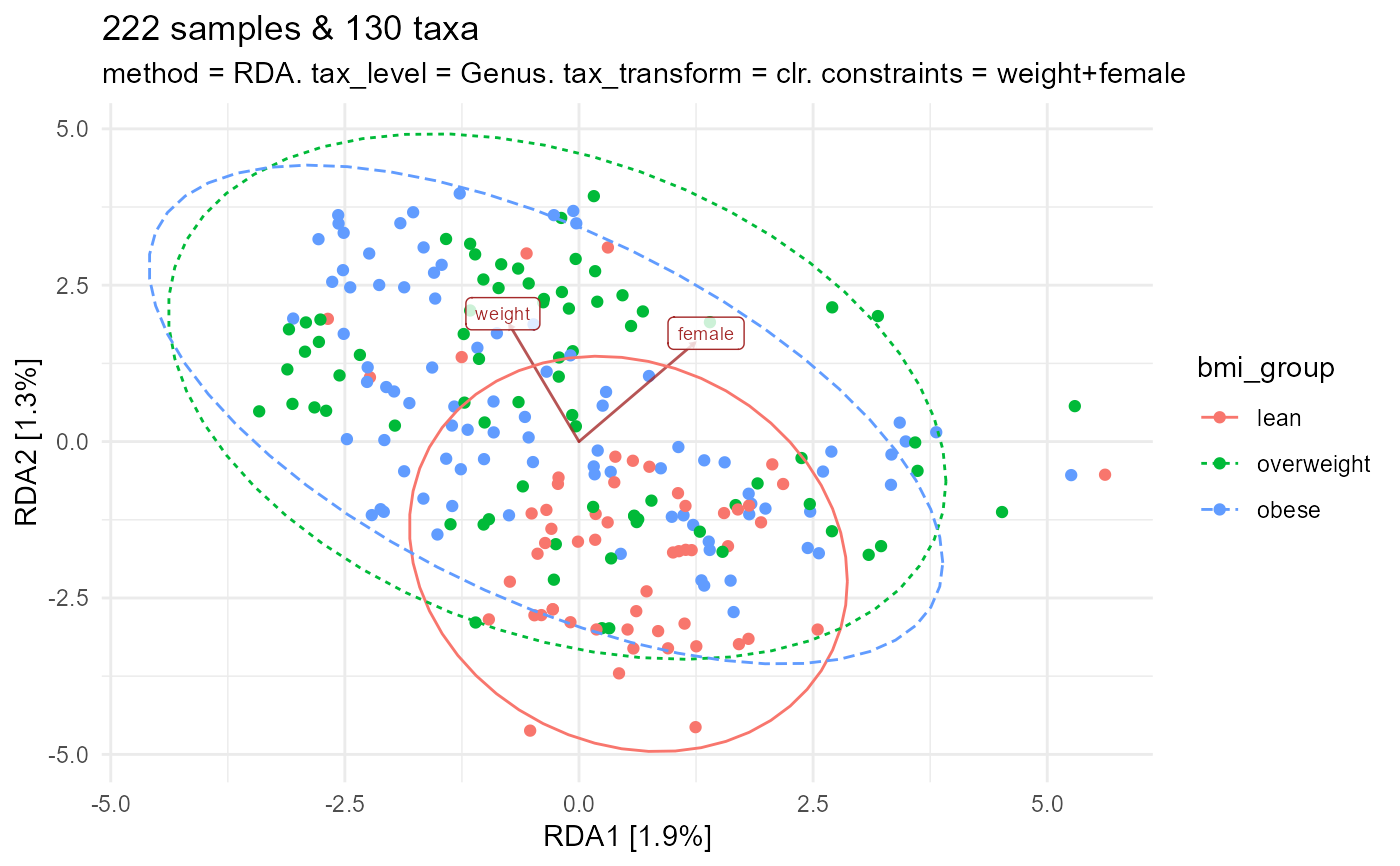 222 samples & 130 taxa
method = RDA. tax_level = Genus. tax_transform = clr. constraints = weight+female
5.0
2.5
0.0
-2.5
-5.0
RDA2 [1.3%]
weight
female
-5.0
-2.5
0.0
2.5
5.0
RDA1 [1.9%]
bmi_group
lean
overweight
obese